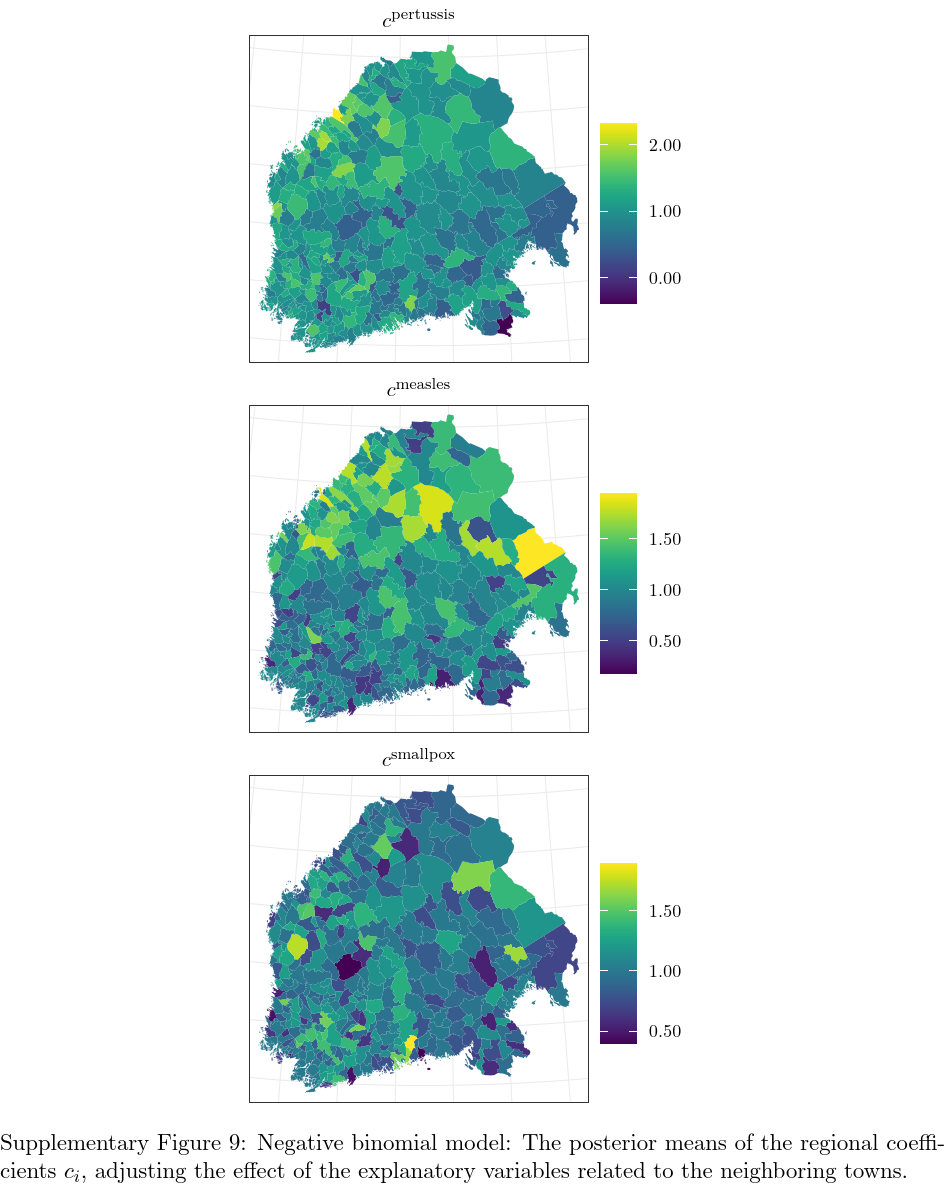 c^pertussis
2.00
1.00
0.00
c^measles
1.50
1.00
0.50
c^smallpox
1.50
1.00
0.50
Supplementary Figure 9: Negative binomial model: The posterior means of the regional coeffi-
cients c_i, adjusting the effect of the explanatory variables related to the neighboring towns.